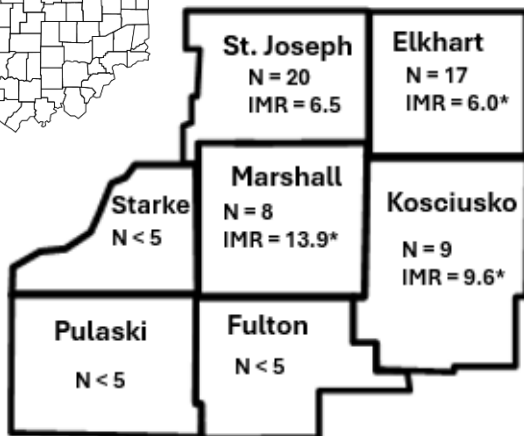 St. Joseph
N = 20
IMR = 6.5
Elkhart
N = 17
IMR = 6.0*
Starke
N < 5
Marshall
N = 8
IMR = 13.9*
Kosciusko
N = 9
IMR = 9.6*
Pulaski
N < 5
Fulton
N < 5